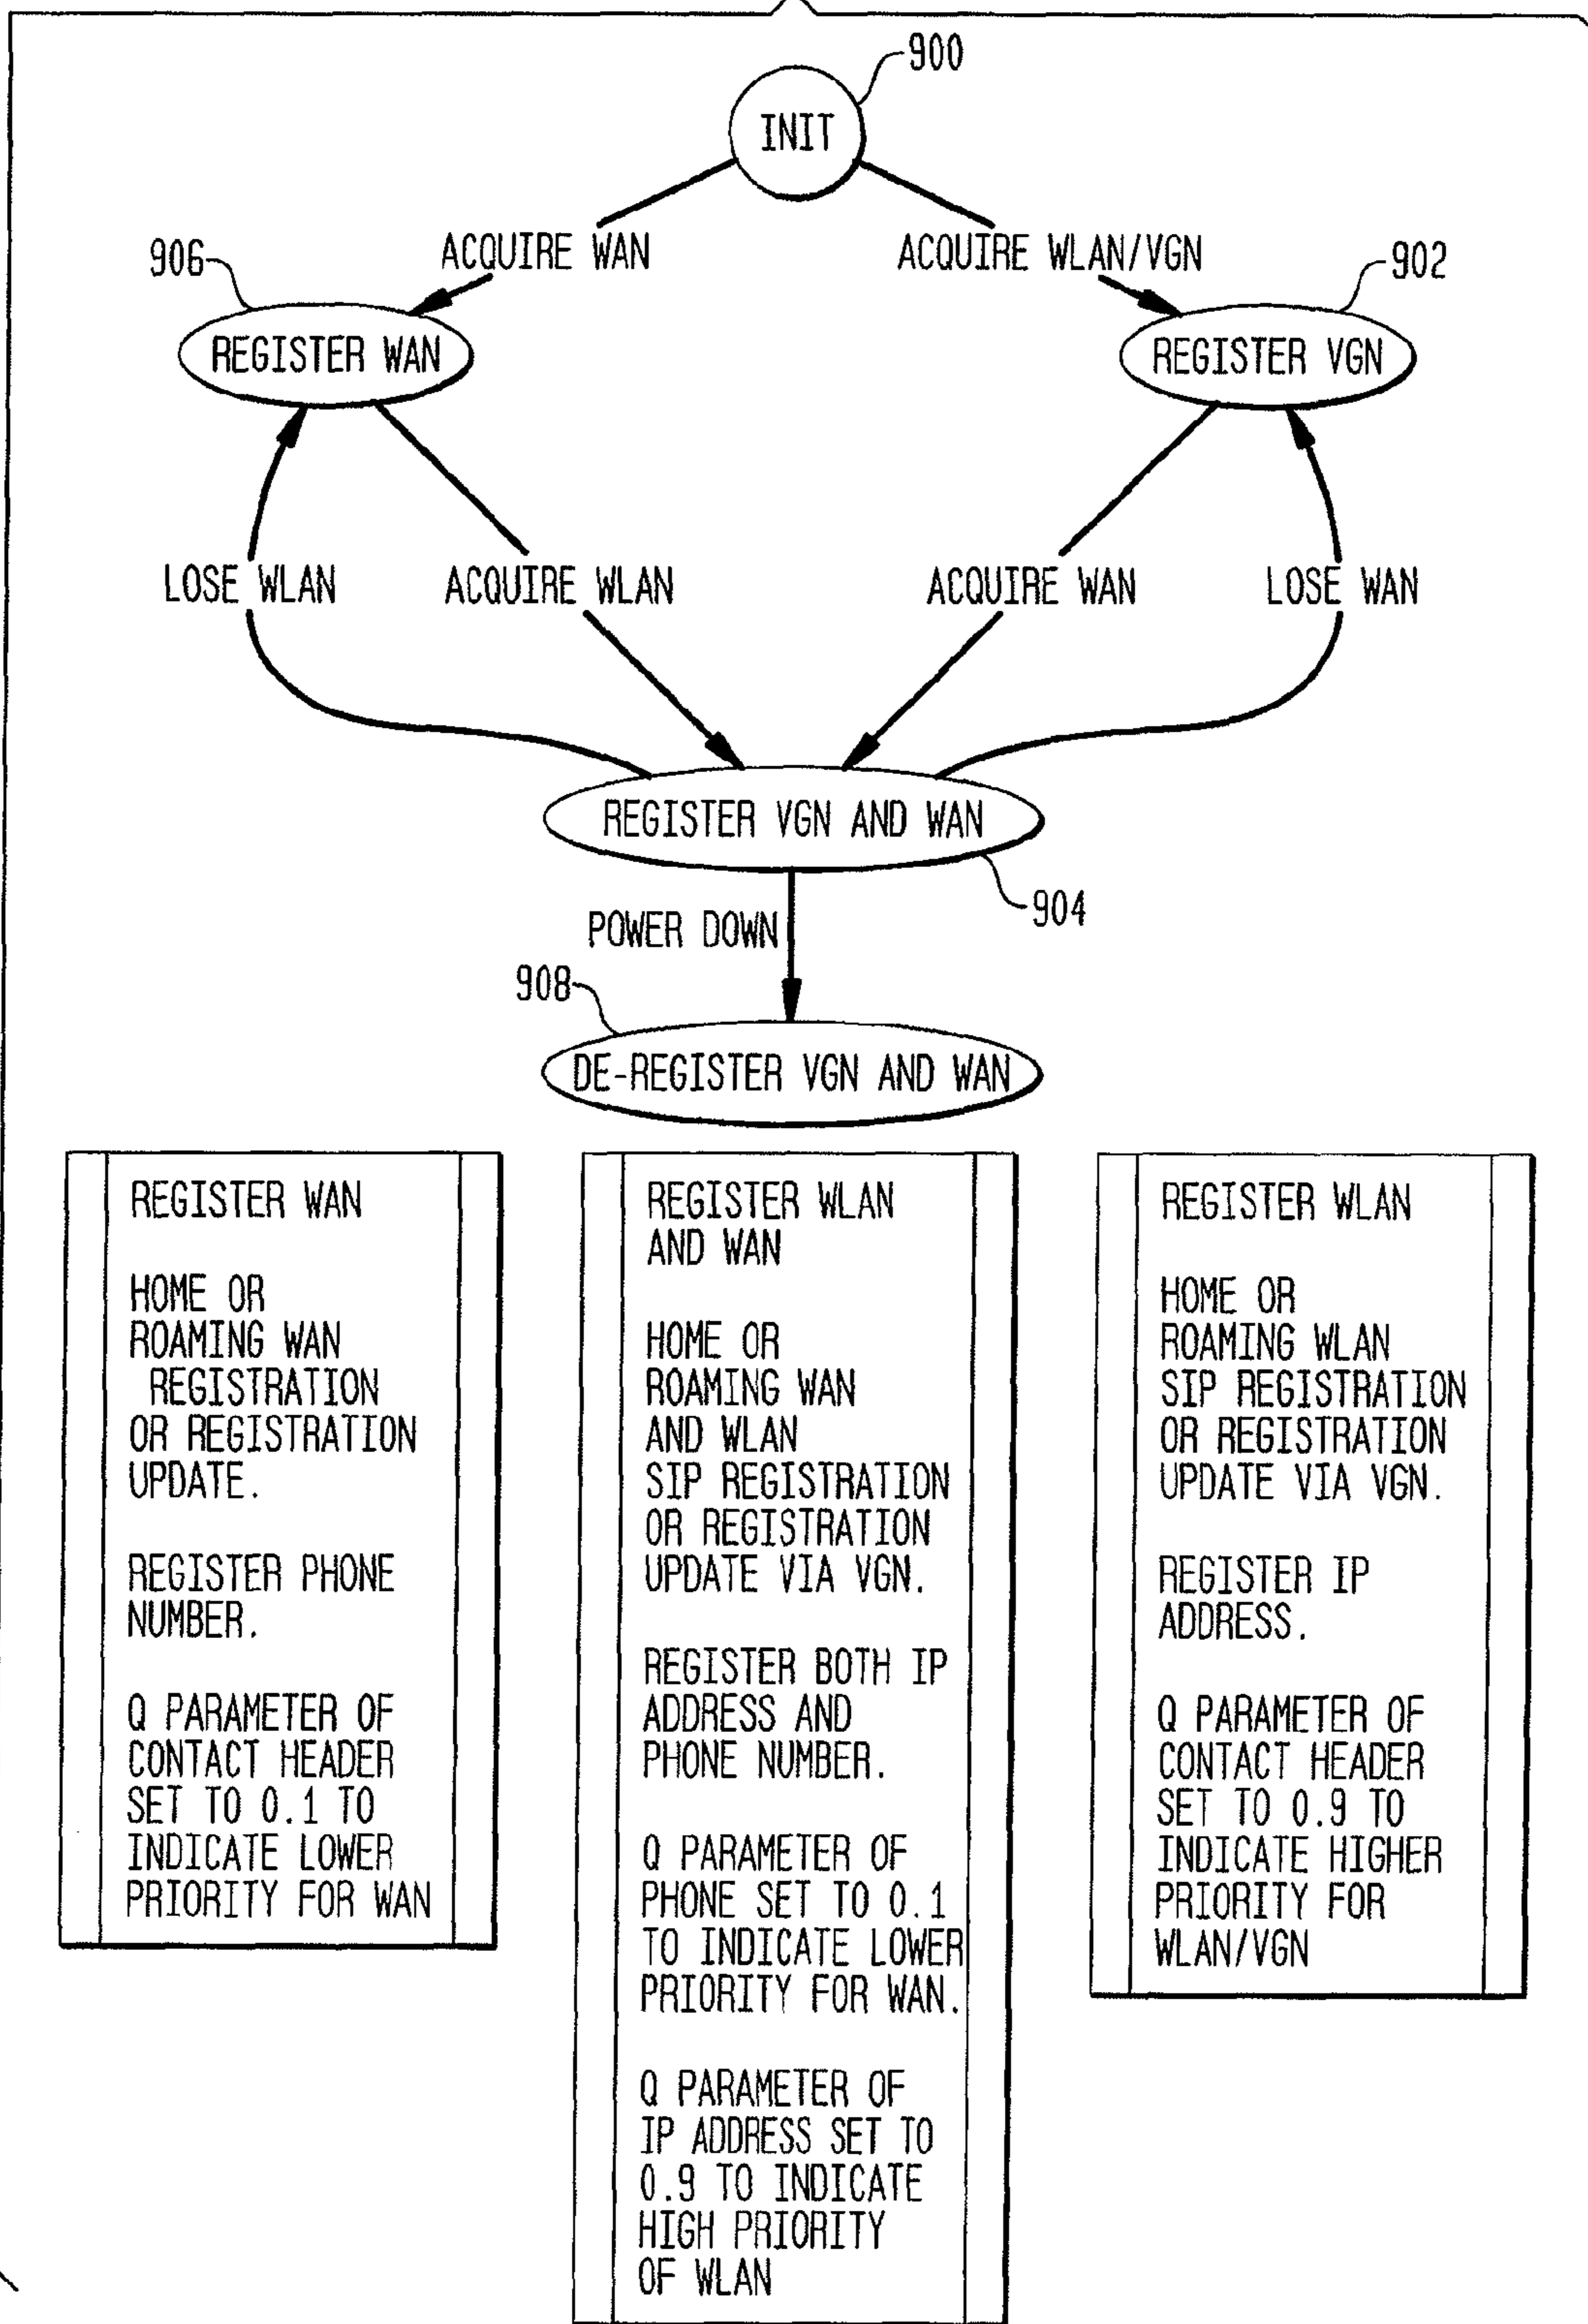 900
INIT
ACQUIRE WAN
ACQUIRE WLAN/VGN
906
902
REGISTER WAN
REGISTER VGN
LOSE WLAN
ACQUIRE WLAN
ACQUIRE WAN
LOSE WAN
REGISTER VGN AND WAN
904
POWER DOWN
908
DE-REGISTER VGN AND WAN
REGISTER WAN
HOME OR
ROAMING WAN
REGISTRATION
OR REGISTRATION
UPDATE.
REGISTER PHONE
NUMBER.
Q PARAMETER OF
CONTACT HEADER
SET TO 0.1 TO
INDICATE LOWER
PRIORITY FOR WAN
REGISTER WLAN
AND WAN
HOME OR
ROAMING WAN
AND WLAN
SIP REGISTRATION
OR REGISTRATION
UPDATE VIA VGN.
REGISTER BOTH IP
ADDRESS AND
PHONE NUMBER.
Q PARAMETER OF
PHONE SET TO 0.1
TO INDICATE LOWER
PRIORITY FOR WAN.
Q PARAMETER OF
IP ADDRESS SET TO
0.9 TO INDICATE
HIGH PRIORITY
OF WLAN
REGISTER WLAN
HOME OR
ROAMING WLAN
SIP REGISTRATION
OR REGISTRATION
UPDATE VIA VGN.
REGISTER IP
ADDRESS.
Q PARAMETER OF
CONTACT HEADER
SET TO 0.9 TO
INDICATE HIGHER
PRIORITY FOR
WLAN/VGN